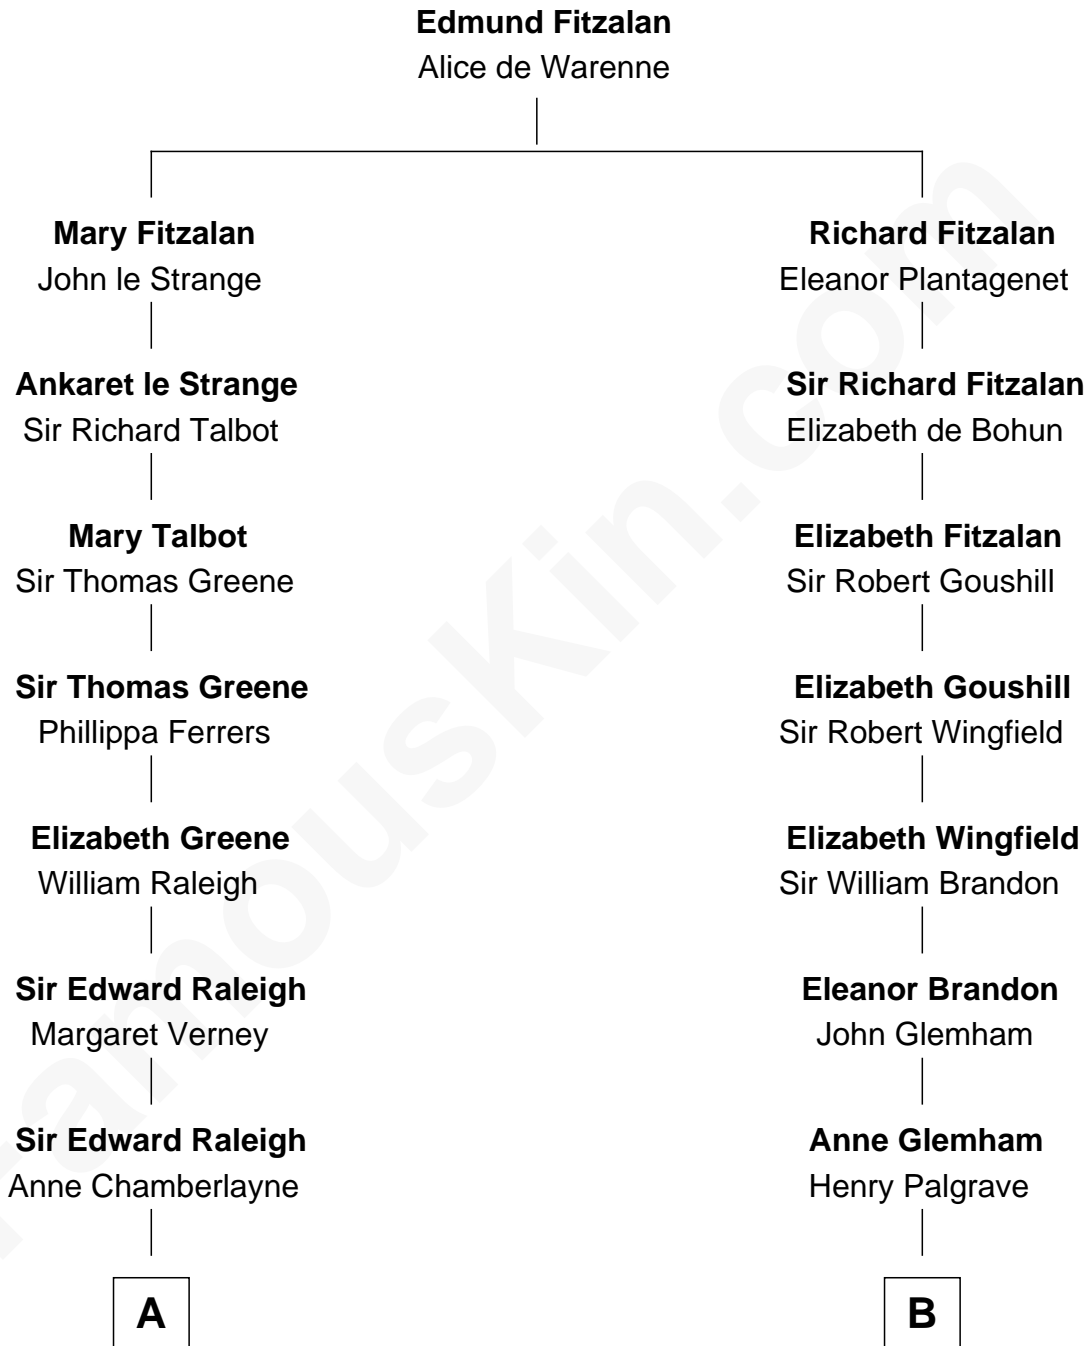 Edmund Fitzalan
Alice de Warenne
Mary Fitzalan
John le Strange
Richard Fitzalan
Eleanor Plantagenet
Ankaret le Strange
Sir Richard Talbot
Sir Richard Fitzalan
Elizabeth de Bohun
Mary Talbot
Sir Thomas Greene
Elizabeth Fitzalan
Sir Robert Goushill
Sir Thomas Greene
Phillippa Ferrers
Elizabeth Goushill
Sir Robert Wingfield
Elizabeth Greene
William Raleigh
Elizabeth Wingfield
Sir William Brandon
Sir Edward Raleigh
Margaret Verney
Eleanor Brandon
John Glemham
Sir Edward Raleigh
Anne Chamberlayne
Anne Glemham
Henry Palgrave
A
B
FamousKin.com